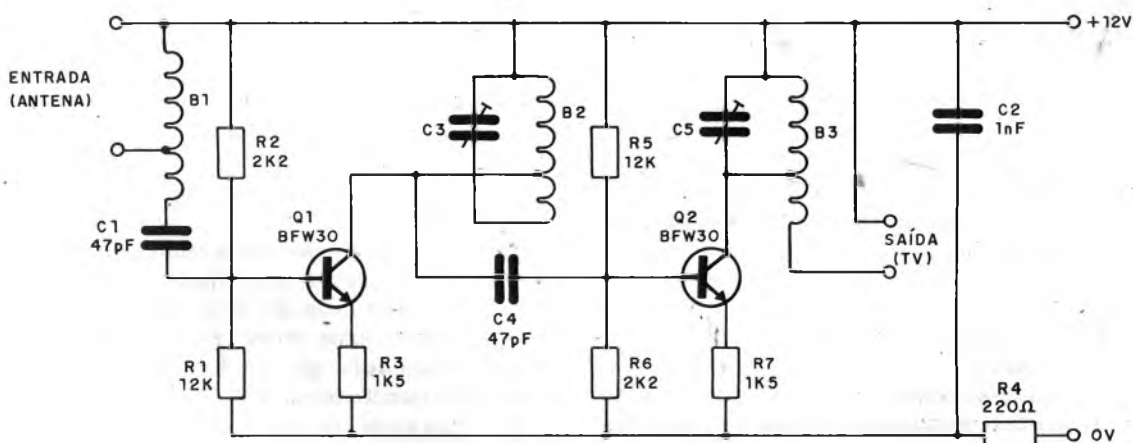 +12V
ENTRADA
(ANTENA)
B1
R2
2K2
C3
B2
R5
12K
C5
B3
C2
1nF
C1
47pF
Q1
BFW30
Q2
BFW30
SAÍDA
(TV)
C4
47pF
R1
12K
R3
1K5
R6
2K2
R7
1K5
R4
220Ω
0V